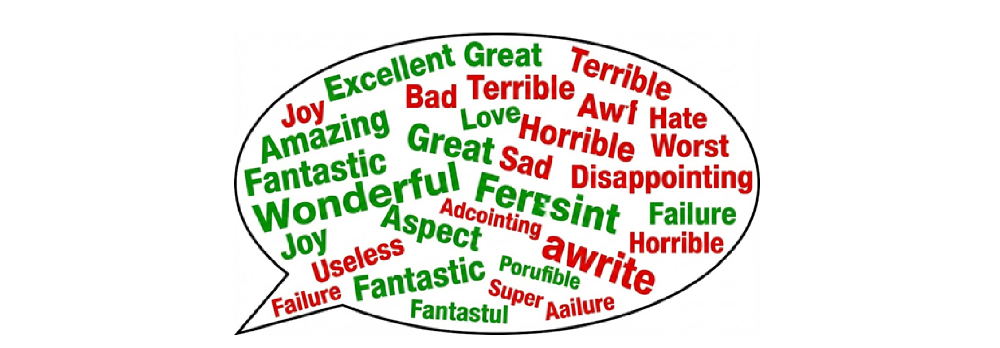 Excellent
Great
Terrible
Bad
Terrible
Joy
Love
Awf
Hate
Amazing
Great
Horrible
Worst
Fantastic
Sad
Disappointing
Wonderful
Failure
Adcointing
Aspect
Joy
awrite
Horrible
Useless
Fantastic
Porufible
Failure
Super
Aailure
Fantastul